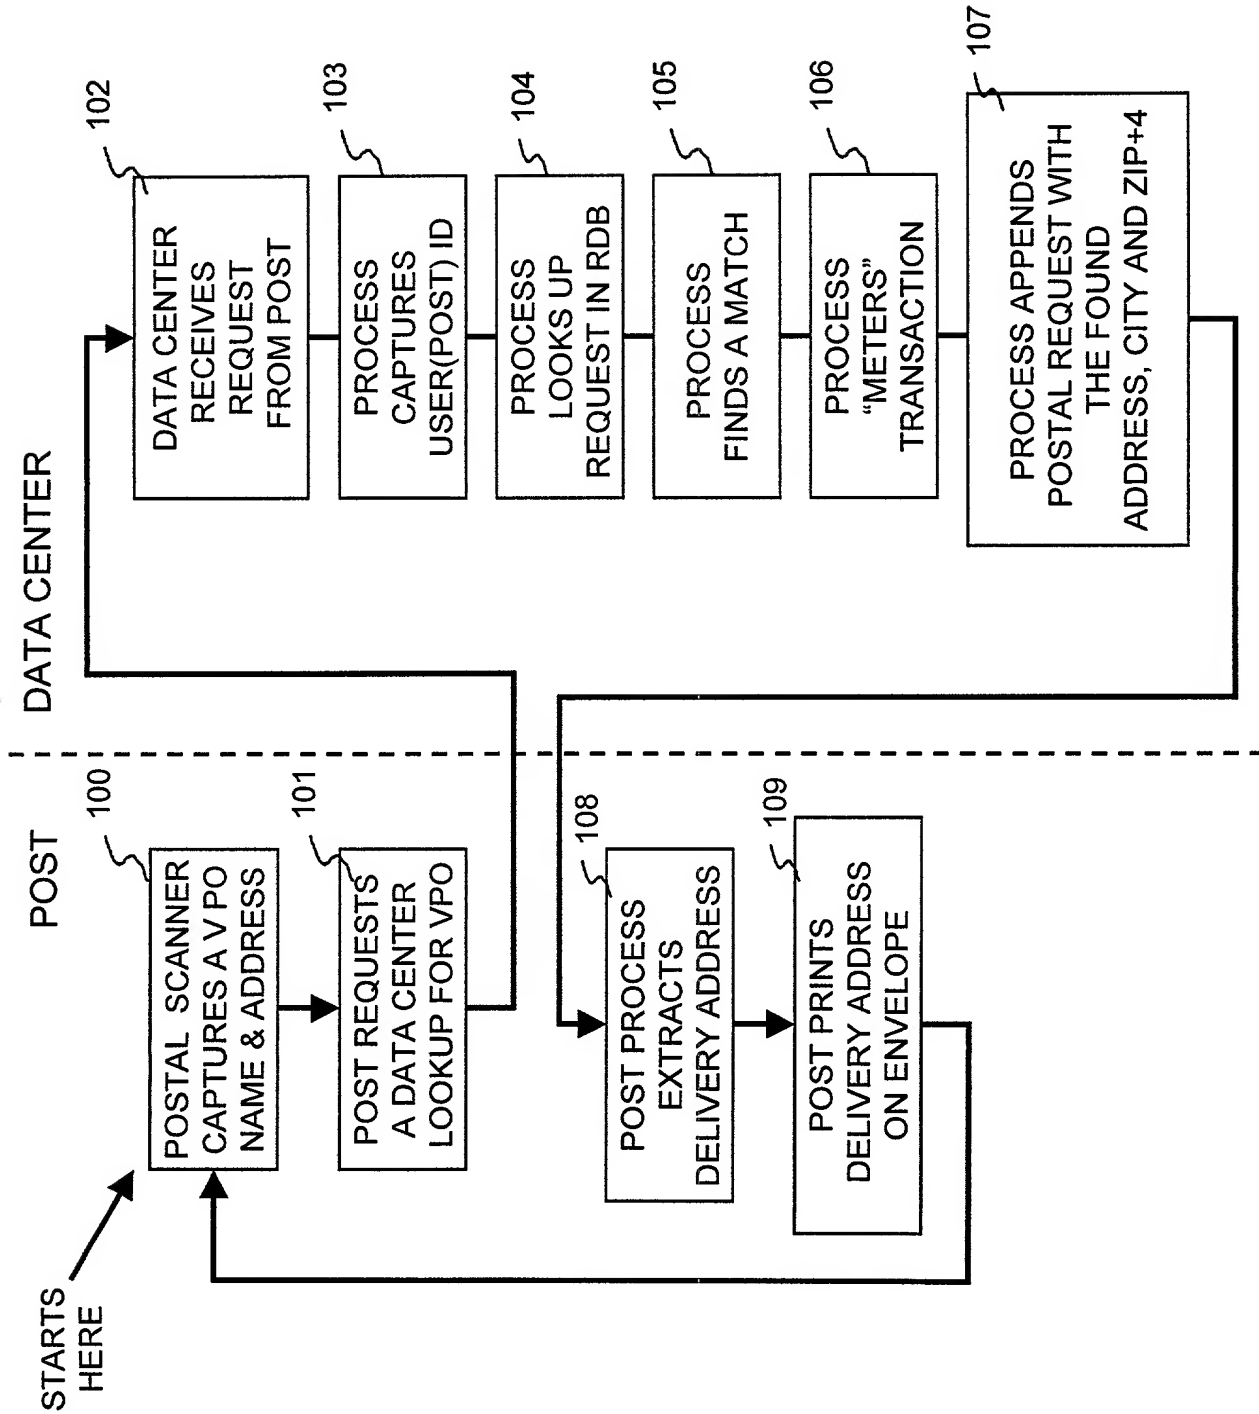 POST
DATA CENTER
STARTS
HERE
100
POSTAL SCANNER
CAPTURES A V PO
NAME & ADDRESS
101
POST REQUESTS
A DATA CENTER
LOOKUP FOR VPO
102
DATA CENTER
RECEIVES
REQUEST
FROM POST
103
PROCESS
CAPTURES
USER(POST) ID
104
PROCESS
LOOKS UP
REQUEST IN RDB
105
PROCESS
FINDS A MATCH
106
PROCESS
“METERS”
TRANSACTION
107
PROCESS APPENDS
POSTAL REQUEST WITH
THE FOUND
ADDRESS, CITY AND ZIP+4
108
POST PROCESS
EXTRACTS
DELIVERY ADDRESS
109
POST PRINTS
DELIVERY ADDRESS
ON ENVELOPE